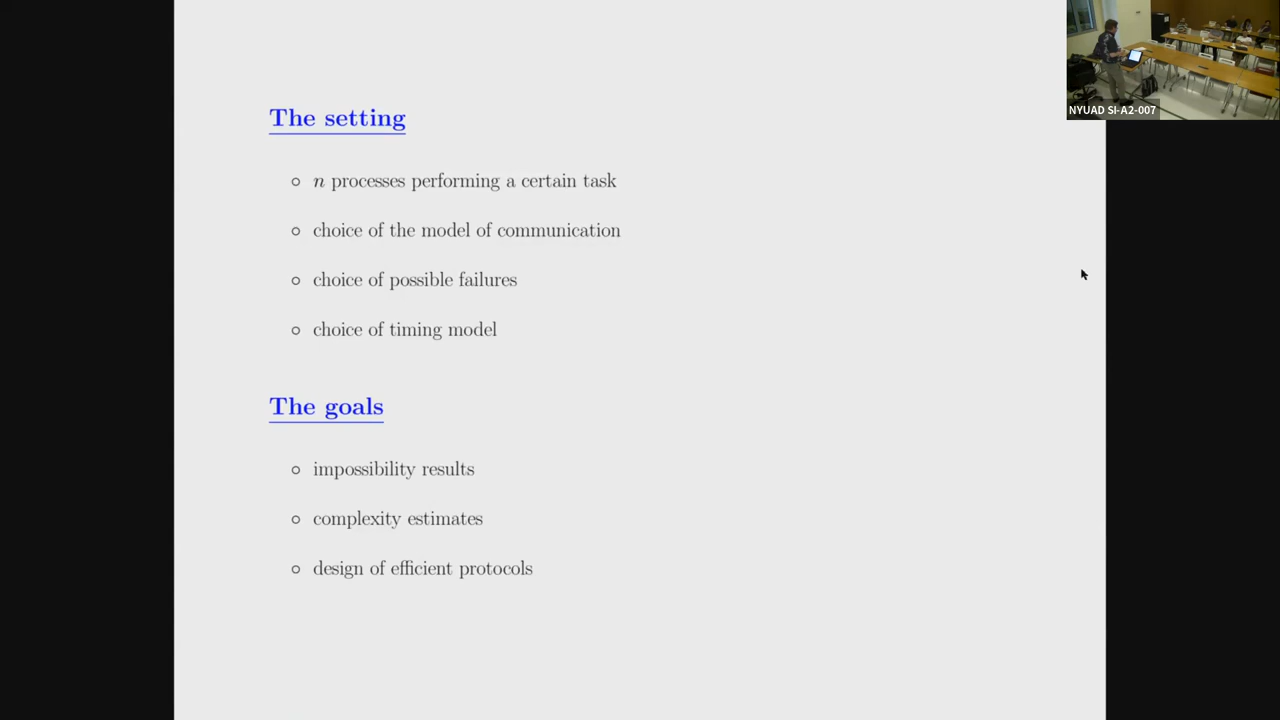 NYUAD SI-A2-007
The setting
n processes performing a certain task
choice of the model of communication
choice of possible failures
choice of timing model
The goals
impossibility results
complexity estimates
design of efficient protocols